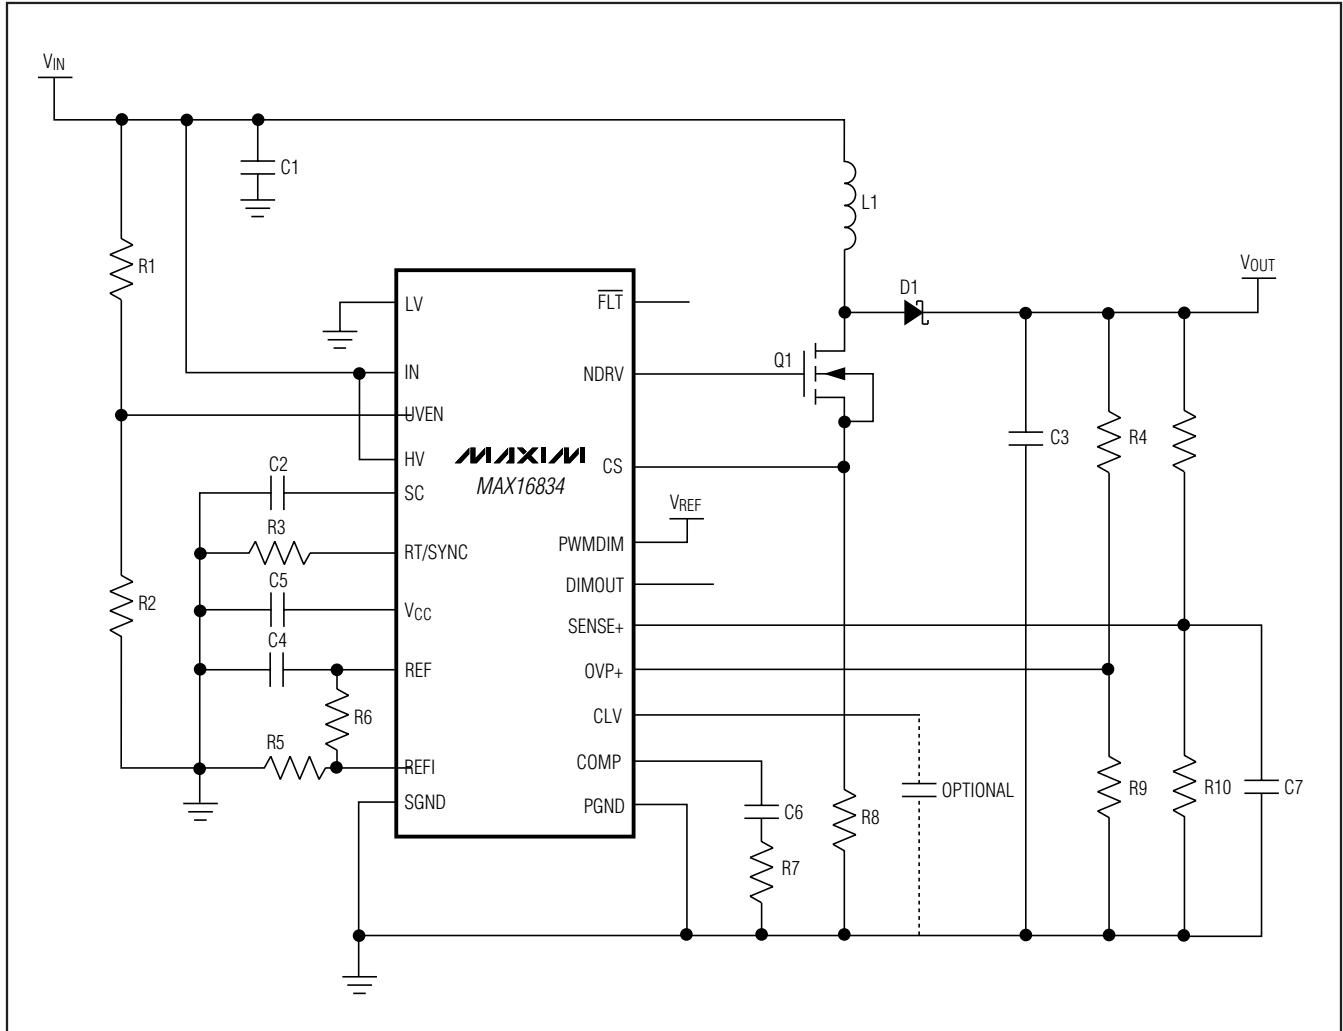 VIN
C1
L1
R1
VOUT
D1
LV
FLT
Q1
IN
NDRV
UVEN
C3
R4
MAXIM
MAX16834
HV
CS
C2
SC
VREF
R3
RT/SYNC
PWMDIM
C5
DIMOUT
R2
VCC
SENSE+
C4
REF
OVP+
R6
CLV
R5
REFI
COMP
OPTIONAL
R9
R10
C7
SGND
PGND
C6
R8
R7